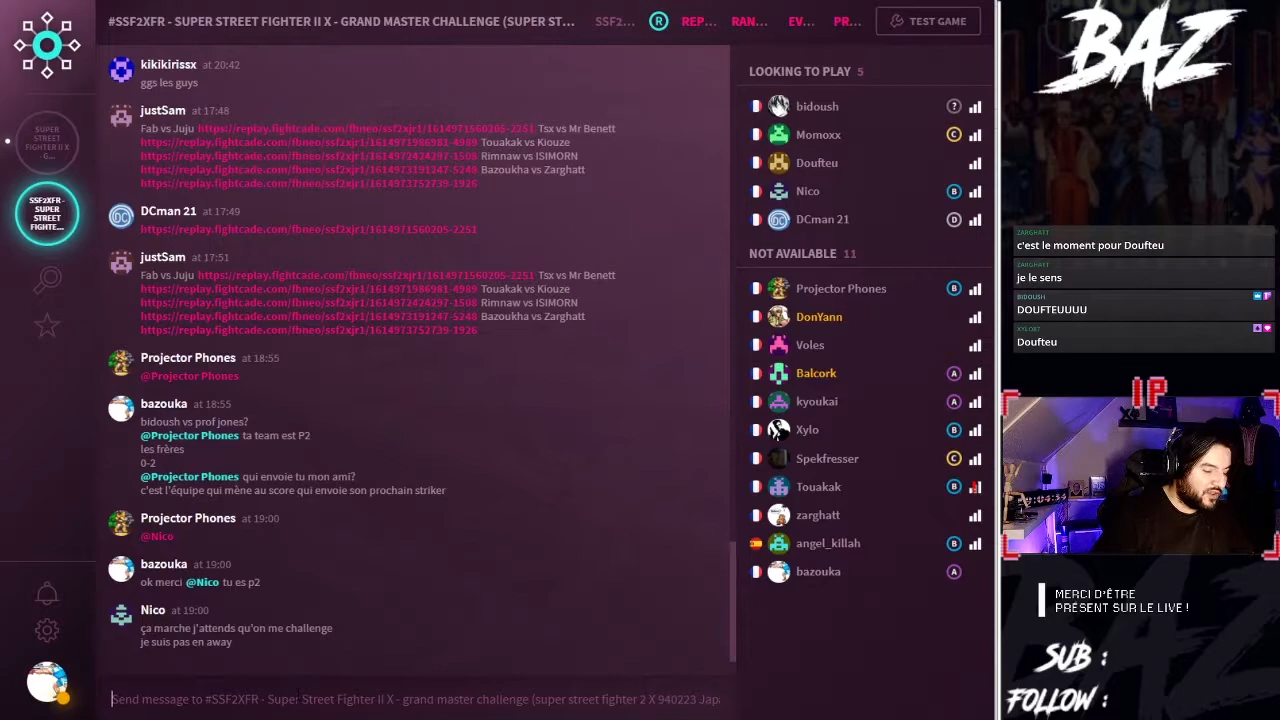 #SSF2XFR - SUPER STREET FIGHTER II X - GRAND MASTER CHALLENGE (SUPER ST...
SSF2...
R
REP...
RAN...
EV...
PR...
TEST GAME
SUPER
STREET
FIGHTER II X
- G...
SSF2XFR -
SUPER
STREET
FIGHTE...
kikikirissx at 20:42
ggs les guys
justSam at 17:48
Fab vs Juju https://replay.fightcade.com/fbneo/ssf2xjr1/1614971560205-2251 Tsx vs Mr Benett
https://replay.fightcade.com/fbneo/ssf2xjr1/1614971986981-4989 Touakak vs Kiouze
https://replay.fightcade.com/fbneo/ssf2xjr1/1614972424297-1508 Rimnaw vs ISIMORN
https://replay.fightcade.com/fbneo/ssf2xjr1/1614973191247-5248 Bazoukha vs Zarghatt
https://replay.fightcade.com/fbneo/ssf2xjr1/1614973752739-1926
DCman 21 at 17:49
https://replay.fightcade.com/fbneo/ssf2xjr1/1614971560205-2251
justSam at 17:51
Fab vs Juju https://replay.fightcade.com/fbneo/ssf2xjr1/1614971560205-2251 Tsx vs Mr Benett
https://replay.fightcade.com/fbneo/ssf2xjr1/1614971986981-4989 Touakak vs Kiouze
https://replay.fightcade.com/fbneo/ssf2xjr1/1614972424297-1508 Rimnaw vs ISIMORN
https://replay.fightcade.com/fbneo/ssf2xjr1/1614973191247-5248 Bazoukha vs Zarghatt
https://replay.fightcade.com/fbneo/ssf2xjr1/1614973752739-1926
Projector Phones at 18:55
@Projector Phones
bazouka at 18:55
bidoush vs prof jones?
@Projector Phones ta team est P2
les frères
0-2
@Projector Phones qui envoie tu mon ami?
c'est l'équipe qui mène au score qui envoie son prochain striker
Projector Phones at 19:00
@Nico
bazouka at 19:00
ok merci @Nico tu es p2
Nico at 19:00
ça marche j'attends qu'on me challenge
je suis pas en away
Send message to #SSF2XFR - Super Street Fighter II X - grand master challenge (super street fighter 2 X 940223 Japa
LOOKING TO PLAY 5
bidoush ?
Momoxx C
Doufteu
Nico B
DCman 21 D
NOT AVAILABLE 11
Projector Phones B
DonYann
Voles
Balcork A
kyoukai A
Xylo B
Spekfresser C
Touakak B
zarghatt
angel_killah B
bazouka A
BAZ
ZARGHATT
c'est le moment pour Doufteu
ZARGHATT
je le sens
BIDOUSH
DOUFTEUUUU
XYLO87
Doufteu
1P
MERCI D'ÊTRE
PRÉSENT SUR LE LIVE !
SUB :
FOLLOW :